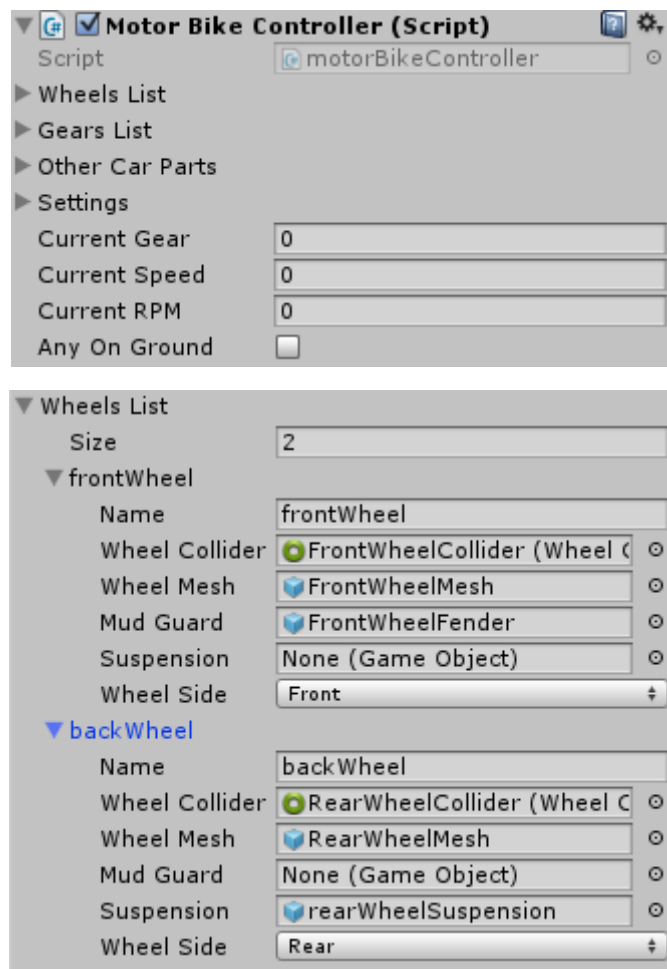 Motor Bike Controller (Script)
Script motorBikeController
Wheels List
Gears List
Other Car Parts
Settings
Current Gear 0
Current Speed 0
Current RPM 0
Any On Ground
Wheels List
Size 2
frontWheel
Name frontWheel
Wheel Collider FrontWheelCollider (Wheel C
Wheel Mesh FrontWheelMesh
Mud Guard FrontWheelFender
Suspension None (Game Object)
Wheel Side Front
backWheel
Name backWheel
Wheel Collider RearWheelCollider (Wheel C
Wheel Mesh RearWheelMesh
Mud Guard None (Game Object)
Suspension rearWheelSuspension
Wheel Side Rear